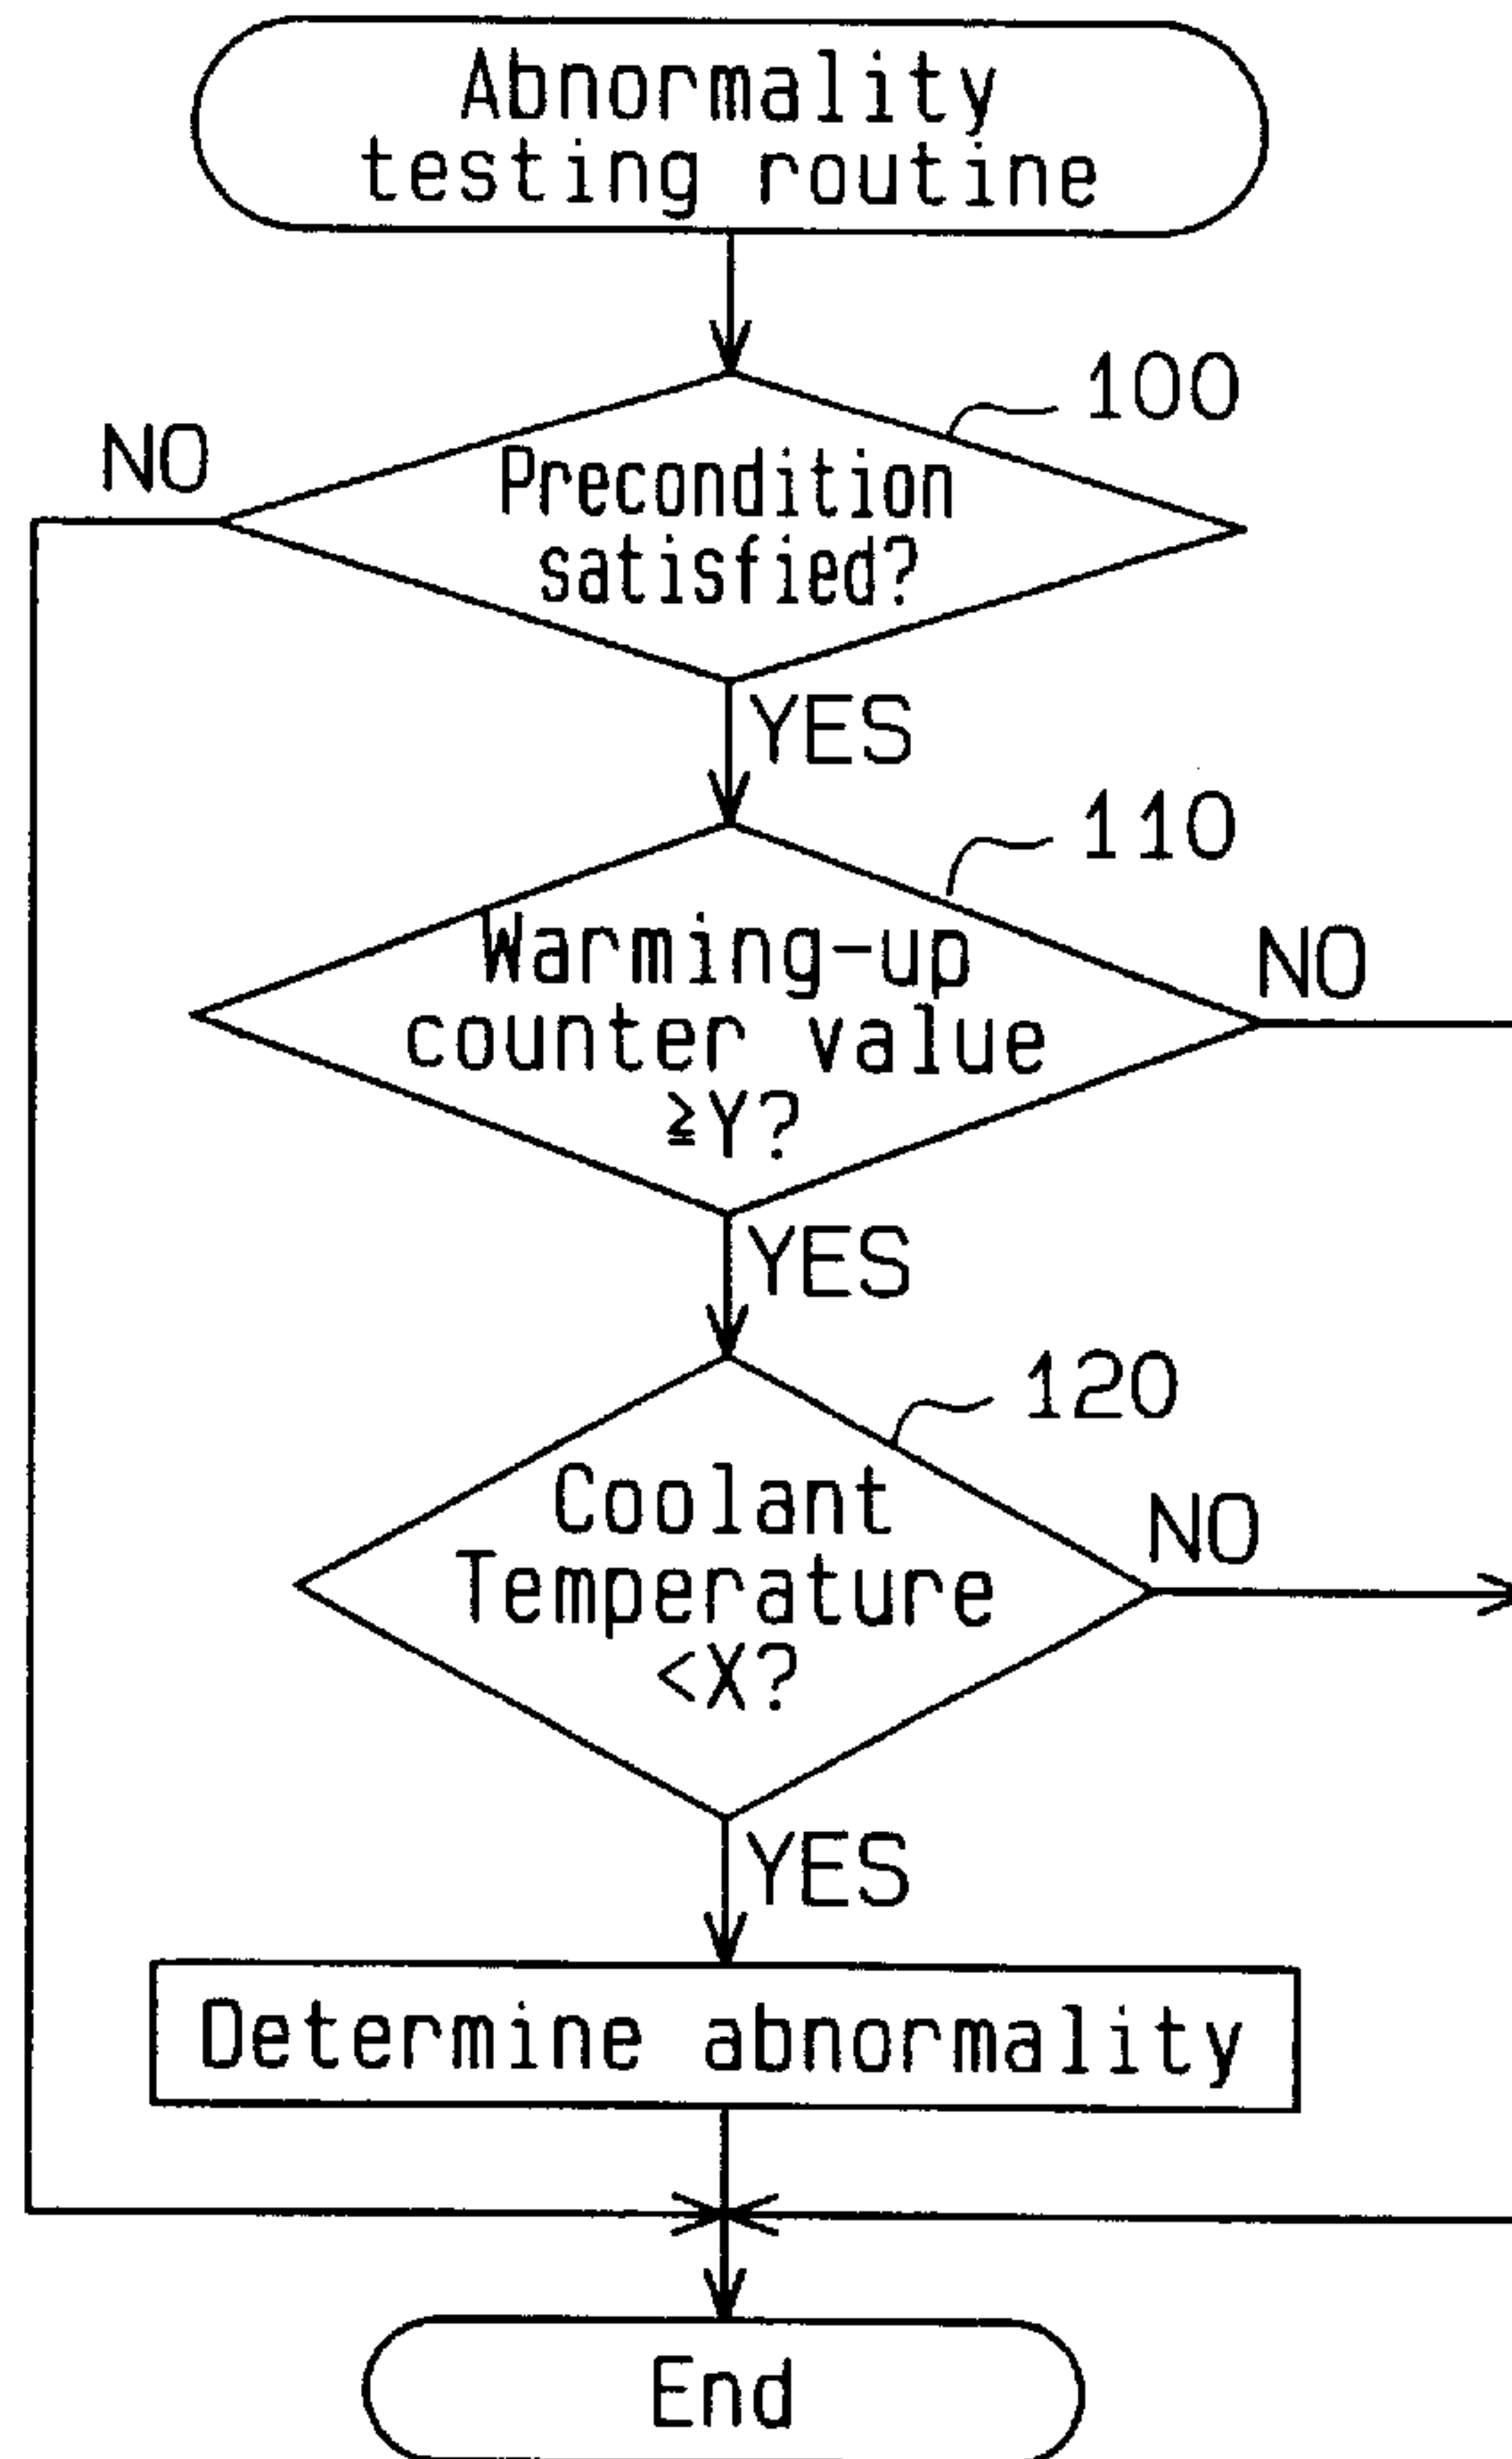 Abnormality
testing routine
100
NO
Precondition
satisfied?
YES
110
Warming-up
NO
counter value
≧Y?
YES
120
Coolant
NO
Temperature
<X?
YES
Determine abnormality
End